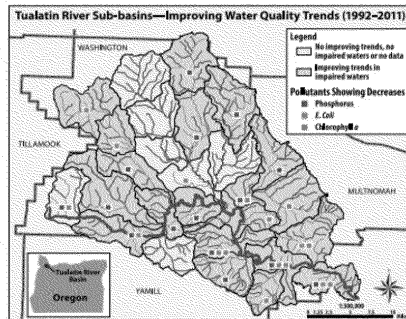 Tualatin River Sub-basins—Improving Water Quality Trends (1992–2011)
WASHINGTON
Legend
No improving trends, no
impaired waters or no data
Improving trends in
impaired waters
Pollutants Showing Decreases
Phosphorus
E. Coli
Chlorophyll a
TILLAMOOK
MULTNOMAH
Tualatin River
Basin
Oregon
YAMILL
1:300,000